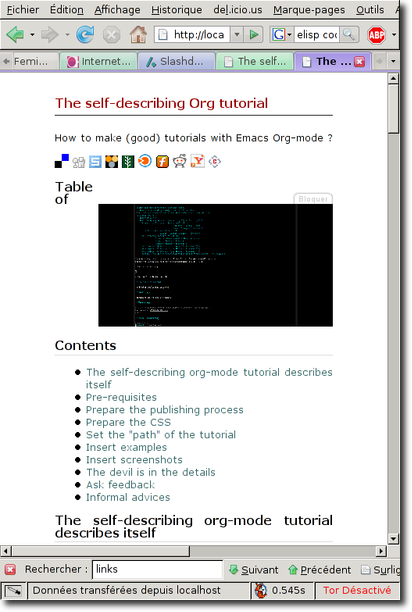 Fichier Édition Affichage Historique del.icio.us Marque-pages Outils
http://loca
elisp coc
ABP
Femi... Internet... Slashd... The self... The ...
The self-describing Org tutorial
How to make (good) tutorials with Emacs Org-mode ?
Table
of
Bloquer
Contents
The self-describing org-mode tutorial describes
itself
Pre-requisites
Prepare the publishing process
Prepare the CSS
Set the "path" of the tutorial
Insert examples
Insert screenshots
The devil is in the details
Ask feedback
Informal advices
The self-describing org-mode tutorial
describes itself
Rechercher : links Suivant Précédent Surlig
Données transférées depuis localhost 0.545s Tor Désactivé